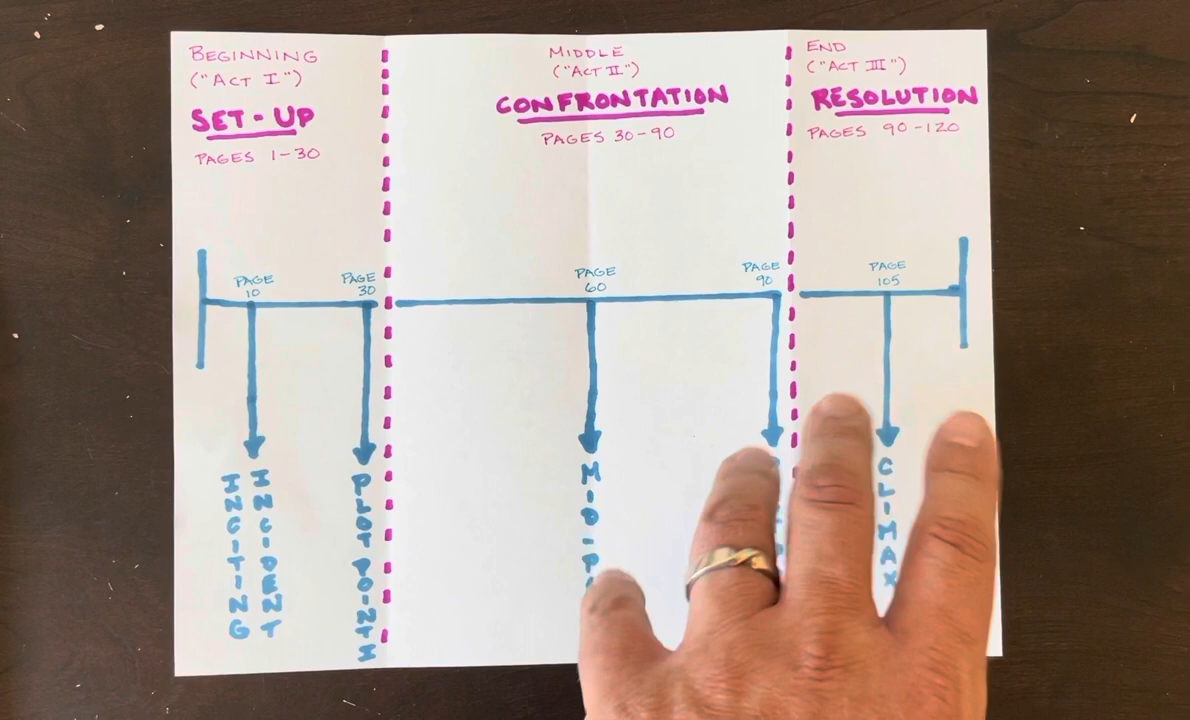 BEGINNING
("ACT I")
SET-UP
PAGES 1-30
MIDDLE
("ACT II")
CONFRONTATION
PAGES 30-90
END
("ACT III")
RESOLUTION
PAGES 90-120
PAGE
10
PAGE
30
PAGE
60
PAGE
90
PAGE
105
INCITING
INCIDENT
PLOT POINT I
MID-P
CLIMAX